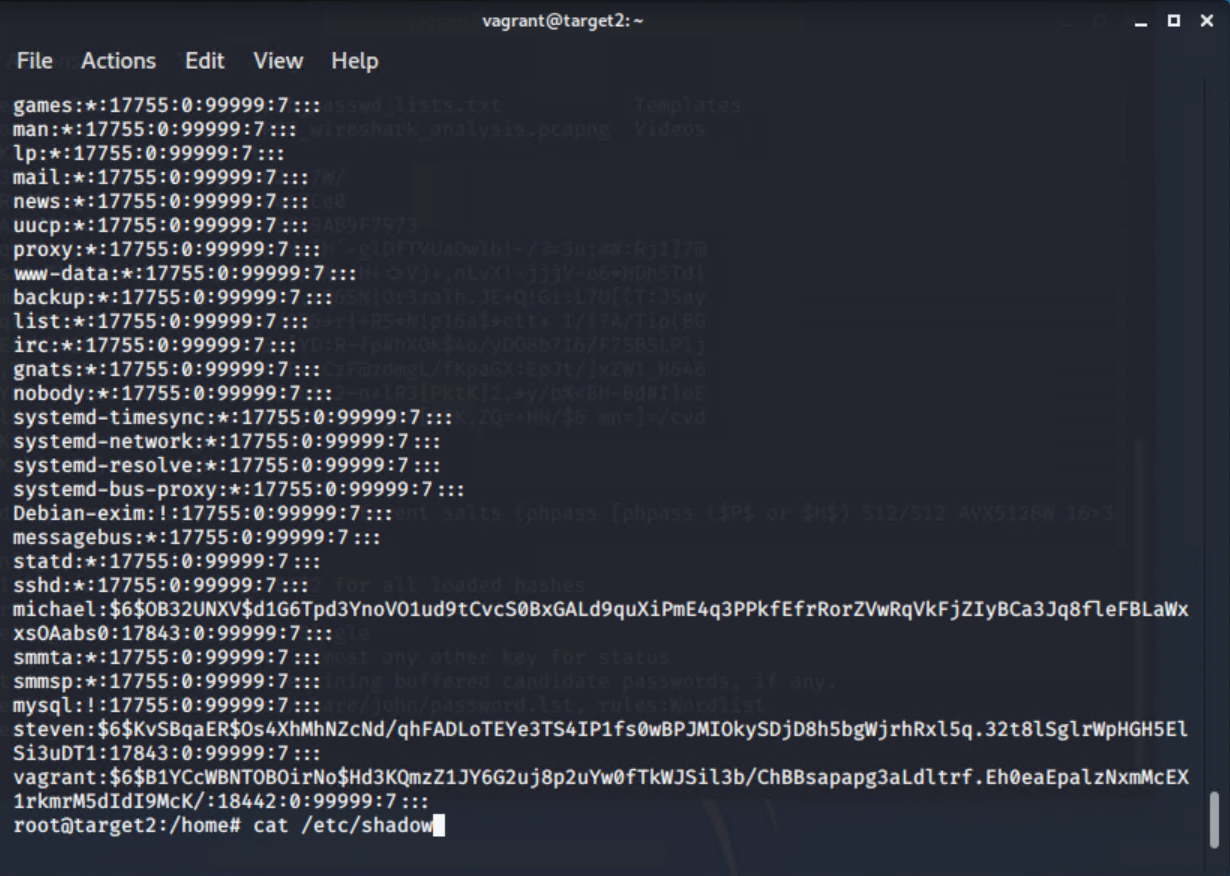 vagrant@target2:~
File Actions Edit View Help
games:*:17755:0:99999:7:::
man:*:17755:0:99999:7:::
lp:*:17755:0:99999:7:::
mail:*:17755:0:99999:7:::
news:*:17755:0:99999:7:::
uucp:*:17755:0:99999:7:::
proxy:*:17755:0:99999:7:::
www-data:*:17755:0:99999:7:::
backup:*:17755:0:99999:7:::
list:*:17755:0:99999:7:::
irc:*:17755:0:99999:7:::
gnats:*:17755:0:99999:7:::
nobody:*:17755:0:99999:7:::
systemd-timesync:*:17755:0:99999:7:::
systemd-network:*:17755:0:99999:7:::
systemd-resolve:*:17755:0:99999:7:::
systemd-bus-proxy:*:17755:0:99999:7:::
Debian-exim:!:17755:0:99999:7:::
messagebus:*:17755:0:99999:7:::
statd:*:17755:0:99999:7:::
sshd:*:17755:0:99999:7:::
michael:$6$OB32UNXV$d1G6Tpd3YnoVO1ud9tCvcS0BxGALd9quXiPmE4q3PPkfEfrRorZVwRqVkFjZIyBCa3Jq8fleFBLaWx
xsOAabs0:17843:0:99999:7:::
smmta:*:17755:0:99999:7:::
smmsp:*:17755:0:99999:7:::
mysql:!:17755:0:99999:7:::
steven:$6$KvSBqaER$Os4XhMhNZcNd/qhFADLoTEYe3TS4IP1fs0wBPJMIOkySDjD8h5bgWjrhRxl5q.32t8lSglrWpHGH5El
Si3uDT1:17843:0:99999:7:::
vagrant:$6$B1YCcWBNTOBOirNo$Hd3KQmzZ1JY6G2uj8p2uYw0fTkWJSil3b/ChBBsapapg3aLdltrf.Eh0eaEpalzNxmMcEX
1rkmrM5dIdI9McK/:18442:0:99999:7:::
root@target2:/home# cat /etc/shadow